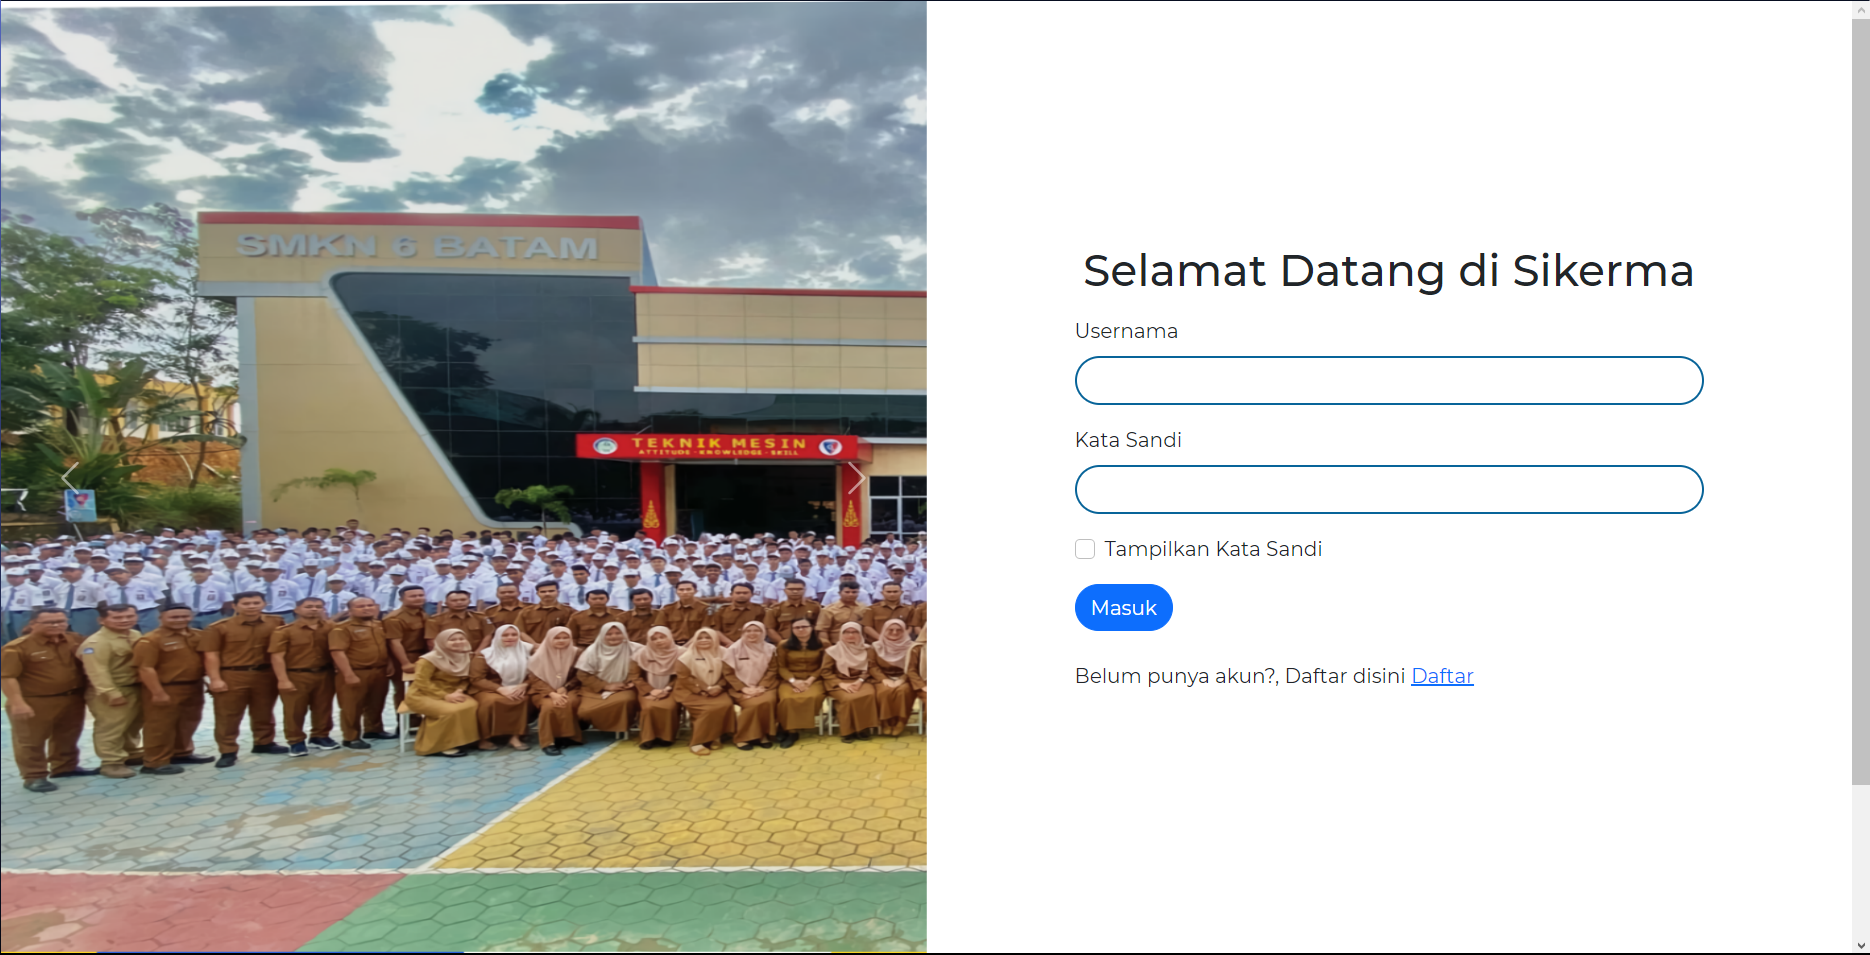 SMKN 6 BATAM
TEKNIK MESIN
ATTITUDE - KNOWLEDGE - SKILL
Selamat Datang di Sikerma
Usernama
Kata Sandi
Tampilkan Kata Sandi
Masuk
Belum punya akun?, Daftar disini Daftar